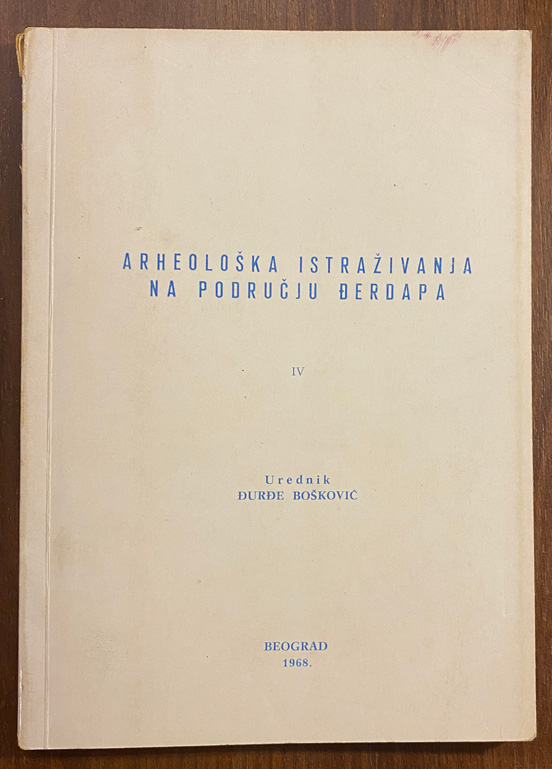 ARHEOLOŠKA ISTRAŽIVANJA
NA PODRUČJU ĐERDAPA
IV
Urednik
ĐURĐE BOŠKOVIĆ
BEOGRAD
1968.